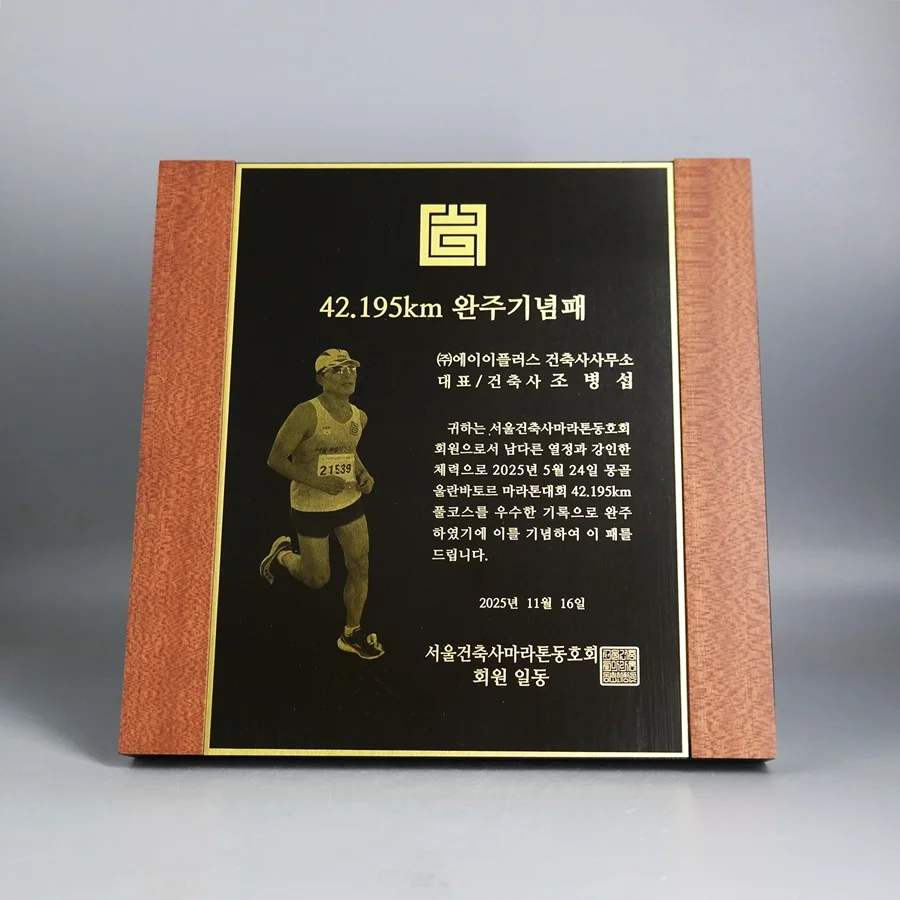 42.195km 완주기념패
㈜에이이플러스 건축사사무소
대표/건축사 조 병 섭
귀하는 서울건축사마라톤동호회
회원으로서 남다른 열정과 강인한
체력으로 2025년 5월 24일 몽골
울란바토르 마라톤대회 42.195km
풀코스를 우수한 기록으로 완주
하였기에 이를 기념하여 이 패를
드립니다.
21539
2025년 11월 16일
서울건축사마라톤동호회
회원 일동